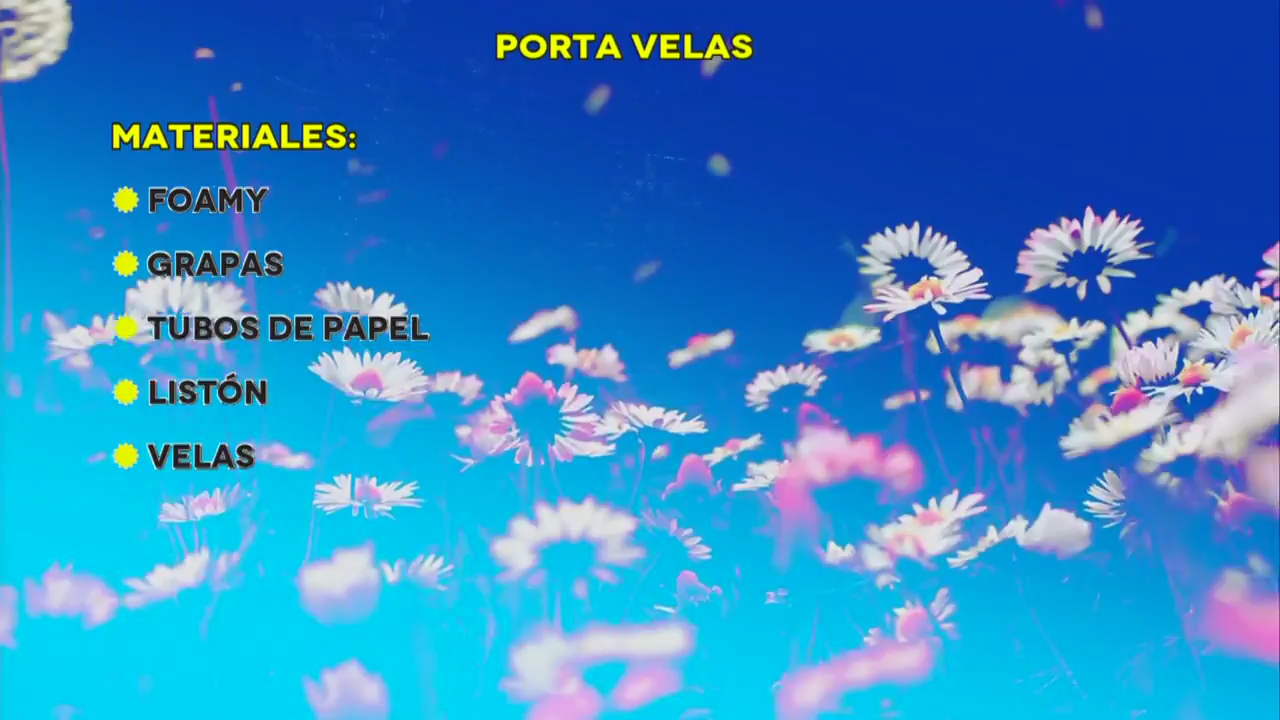 PORTA VELAS
MATERIALES:
FOAMY
GRAPAS
TUBOS DE PAPEL
LISTÓN
VELAS